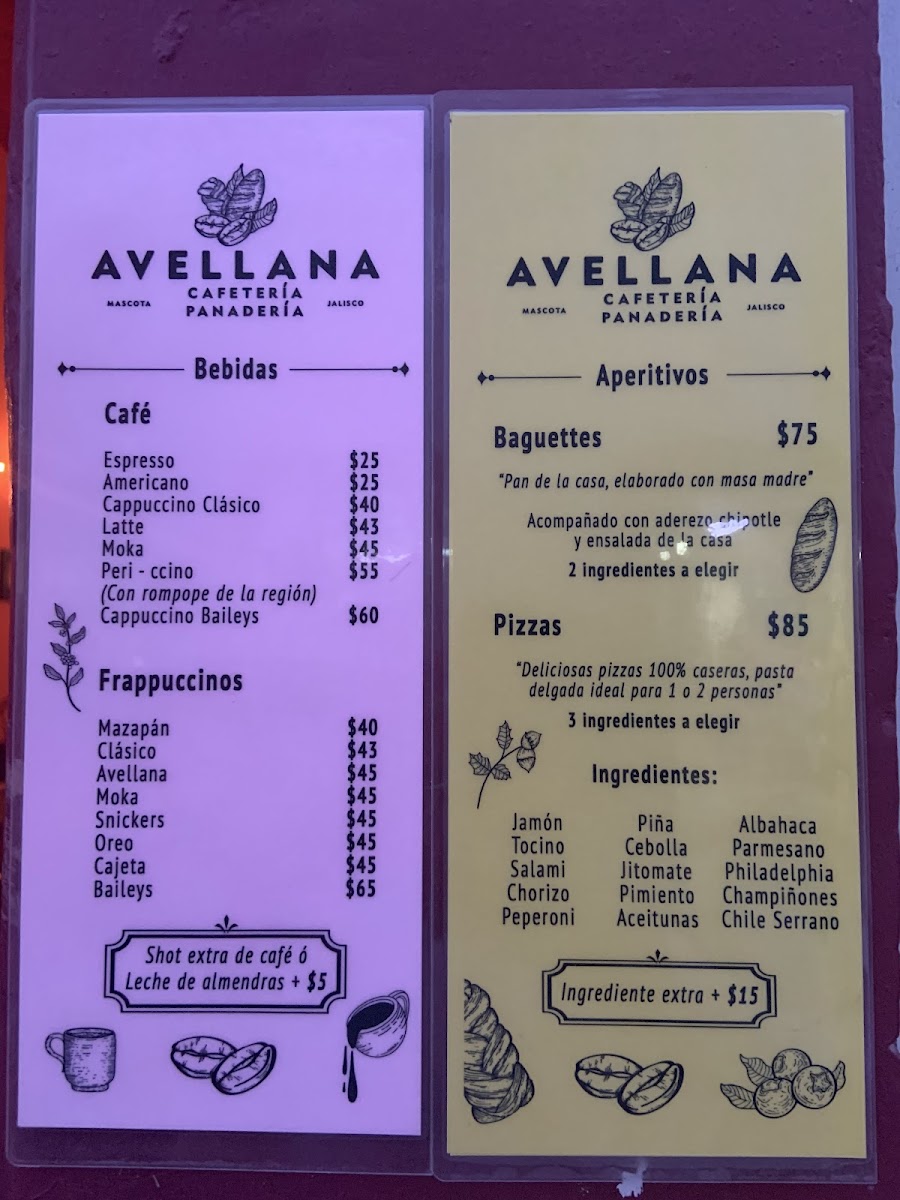 AVELLANA
CAFETERÍA
MASCOTA
PANADERÍA
JALISCO
Bebidas
Café
Espresso $25
Americano $25
Cappuccino Clásico $40
Latte $43
Moka $45
Peri - ccino $55
(Con rompope de la región)
Cappuccino Baileys $60
Frappuccinos
Mazapán $40
Clásico $43
Avellana $45
Moka $45
Snickers $45
Oreo $45
Cajeta $45
Baileys $65
Shot extra de café ó
Leche de almendras + $5
AVELLANA
CAFETERÍA
MASCOTA
PANADERÍA
JALISCO
Aperitivos
Baguettes $75
"Pan de la casa, elaborado con masa madre"
Acompañado con aderezo chipotle
y ensalada de la casa
2 ingredientes a elegir
Pizzas $85
"Deliciosas pizzas 100% caseras, pasta
delgada ideal para 1 o 2 personas"
3 ingredientes a elegir
Ingredientes:
Jamón Piña Albahaca
Tocino Cebolla Parmesano
Salami Jitomate Philadelphia
Chorizo Pimiento Champiñones
Peperoni Aceitunas Chile Serrano
Ingrediente extra + $15